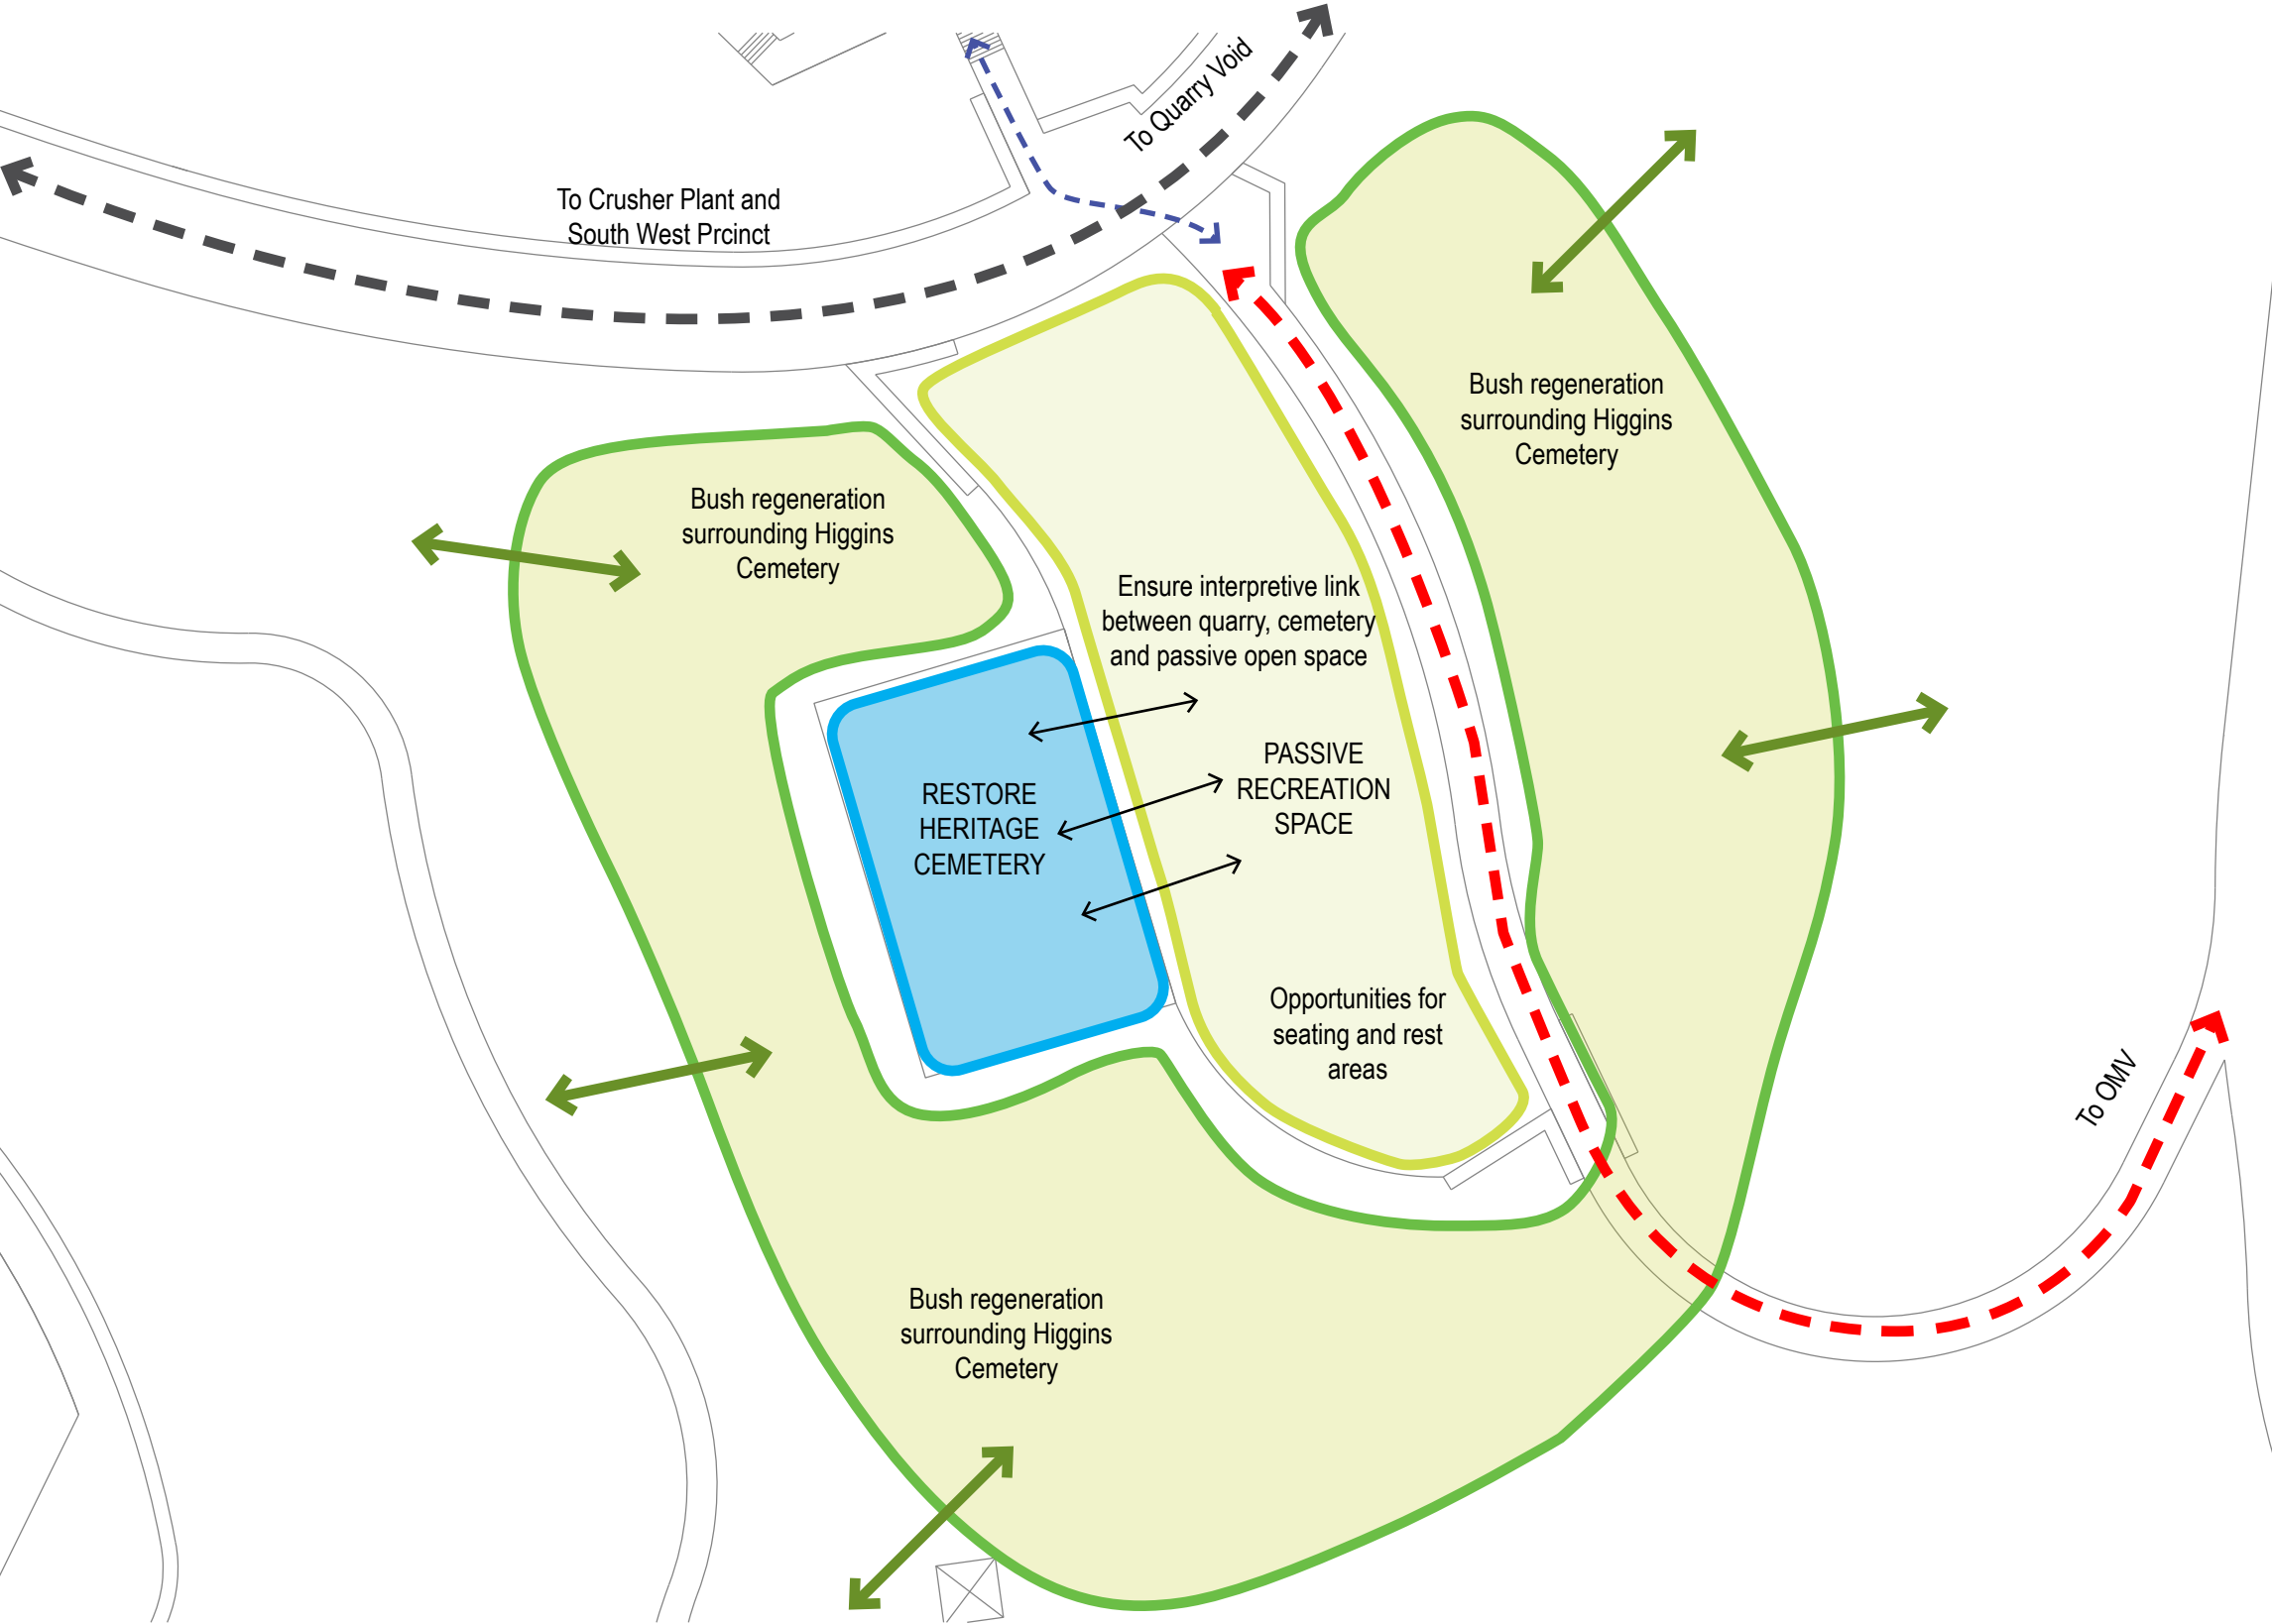 To Quarry Void
To Crusher Plant and
South West Prcinct
Bush regeneration
surrounding Higgins
Cemetery
Bush regeneration
surrounding Higgins
Cemetery
Ensure interpretive link
between quarry, cemetery
and passive open space
PASSIVE
RECREATION
SPACE
RESTORE
HERITAGE
CEMETERY
Opportunities for
seating and rest
areas
To OMV
Bush regeneration
surrounding Higgins
Cemetery